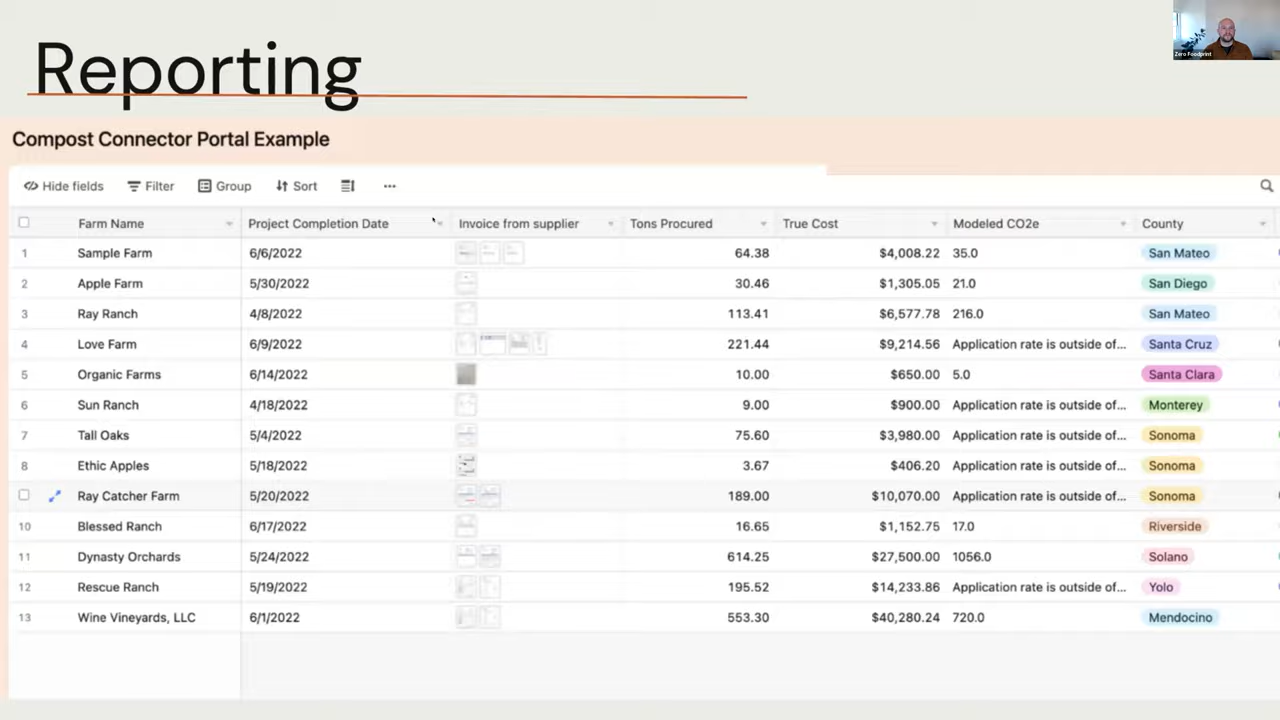 Reporting
Zero Foodprint
Compost Connector Portal Example
Hide fields Filter Group Sort ...
Farm Name Project Completion Date Invoice from supplier Tons Procured True Cost Modeled CO2e County
1 Sample Farm 6/6/2022 64.38 $4,008.22 35.0 San Mateo
2 Apple Farm 5/30/2022 30.46 $1,305.05 21.0 San Diego
3 Ray Ranch 4/8/2022 113.41 $6,577.78 216.0 San Mateo
4 Love Farm 6/9/2022 221.44 $9,214.56 Application rate is outside of... Santa Cruz
5 Organic Farms 6/14/2022 10.00 $650.00 5.0 Santa Clara
6 Sun Ranch 4/18/2022 9.00 $900.00 Application rate is outside of... Monterey
7 Tall Oaks 5/4/2022 75.60 $3,980.00 Application rate is outside of... Sonoma
8 Ethic Apples 5/18/2022 3.67 $406.20 Application rate is outside of... Sonoma
Ray Catcher Farm 5/20/2022 189.00 $10,070.00 Application rate is outside of... Sonoma
10 Blessed Ranch 6/17/2022 16.65 $1,152.75 17.0 Riverside
11 Dynasty Orchards 5/24/2022 614.25 $27,500.00 1056.0 Solano
12 Rescue Ranch 5/19/2022 195.52 $14,233.86 Application rate is outside of... Yolo
13 Wine Vineyards, LLC 6/1/2022 553.30 $40,280.24 720.0 Mendocino